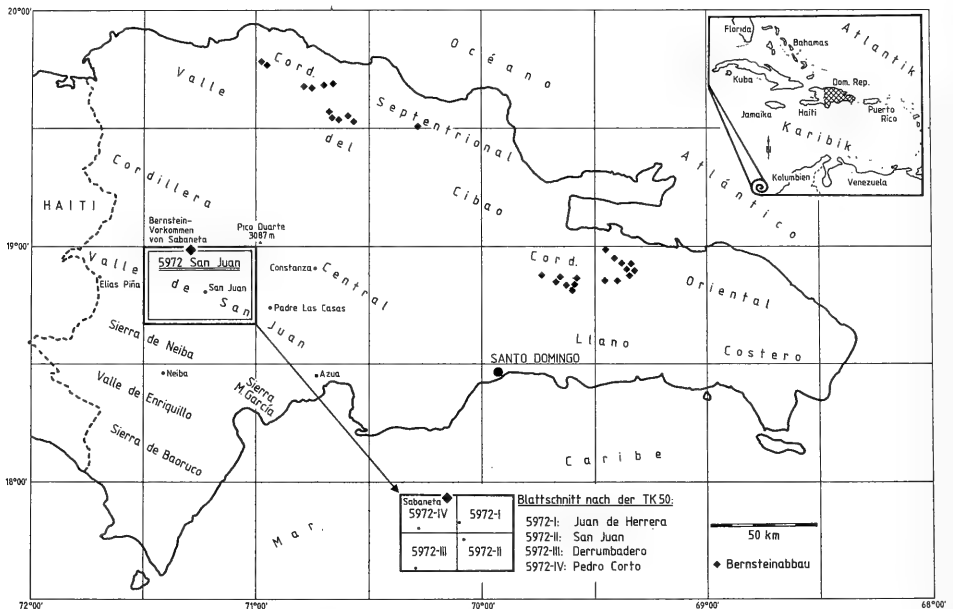 20°00'
Océano
Atlántico
Valle
del
Cibao
Cord.
Septentrional
Cordillera
Central
HAITI
Bernstein-
Vorkommen
von Sabaneta
Pico Duarte
3087 m
19°00'
19°00'
5972 San Juan
Valle
de
San
Juan
Elias Piña
San Juan
Constanza
Padre Las Casas
Cord.
Oriental
Llano
Costero
Sierra de Neiba
Neiba
SANTO DOMINGO
Azua
Valle de Enriquillo
Sierra
M. García
Sierra de Baoruco
18°00'
18°00'
Mar.
Caribe
Florida
Bahamas
Atlantik
Kuba
Dom. Rep.
Jamaika
Haiti
Puerto
Rico
Karibik
N
Kolumbien
Venezuela
Sabaneta
5972-IV
5972-I
5972-III
5972-II
Blattschnitt nach der TK50:
5972-I: Juan de Herrera
5972-II: San Juan
5972-III: Derrumbadero
5972-IV: Pedro Corto
50 km
Bernsteinabbau
72°00'
71°00'
70°00'
69°00'
68°00'